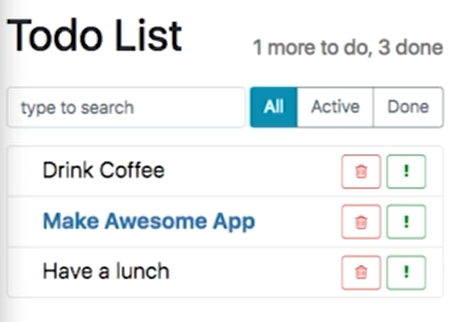 Todo List
1 more to do, 3 done
type to search
All Active Done
Drink Coffee
!
Make Awesome App
!
Have a lunch
!